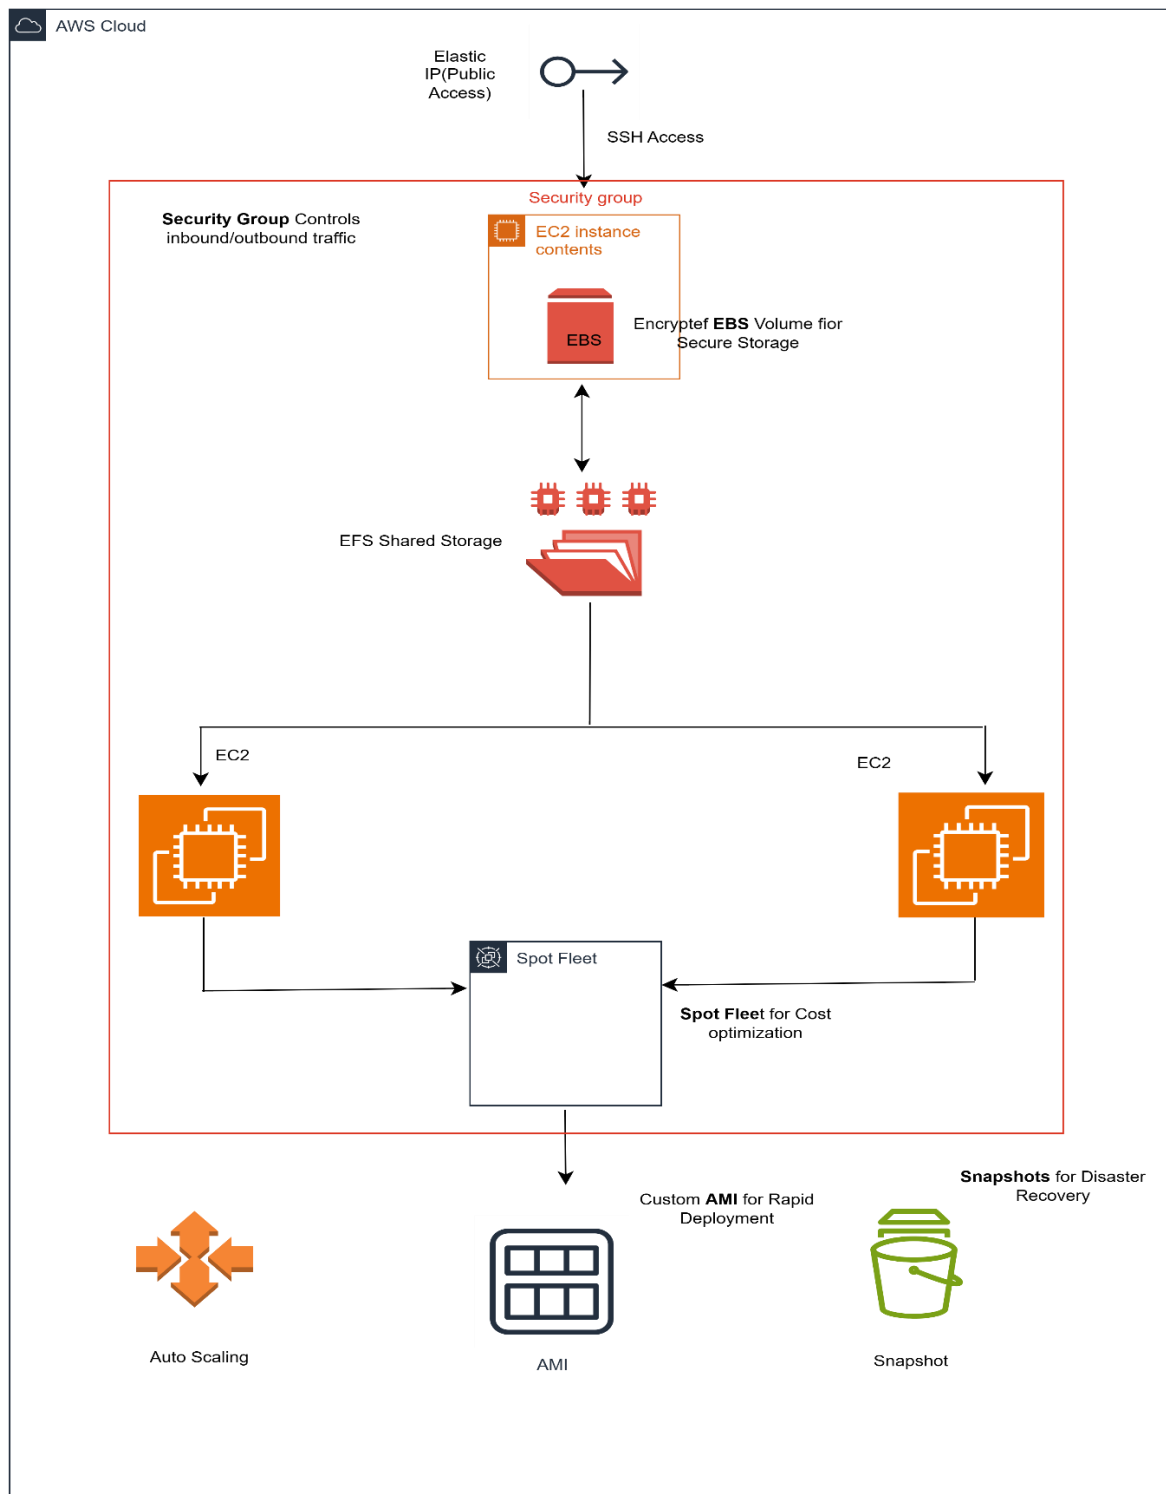 AWS Cloud
Elastic
IP(Public
Access)
SSH Access
Security group
Security Group Controls
inbound/outbound traffic
EC2 instance
contents
EBS
Encryptef EBS Volume fior
Secure Storage
EFS Shared Storage
EC2
EC2
Spot Fleet
Spot Fleet for Cost
optimization
Snapshots for Disaster
Recovery
Custom AMI for Rapid
Deployment
Auto Scaling
AMI
Snapshot